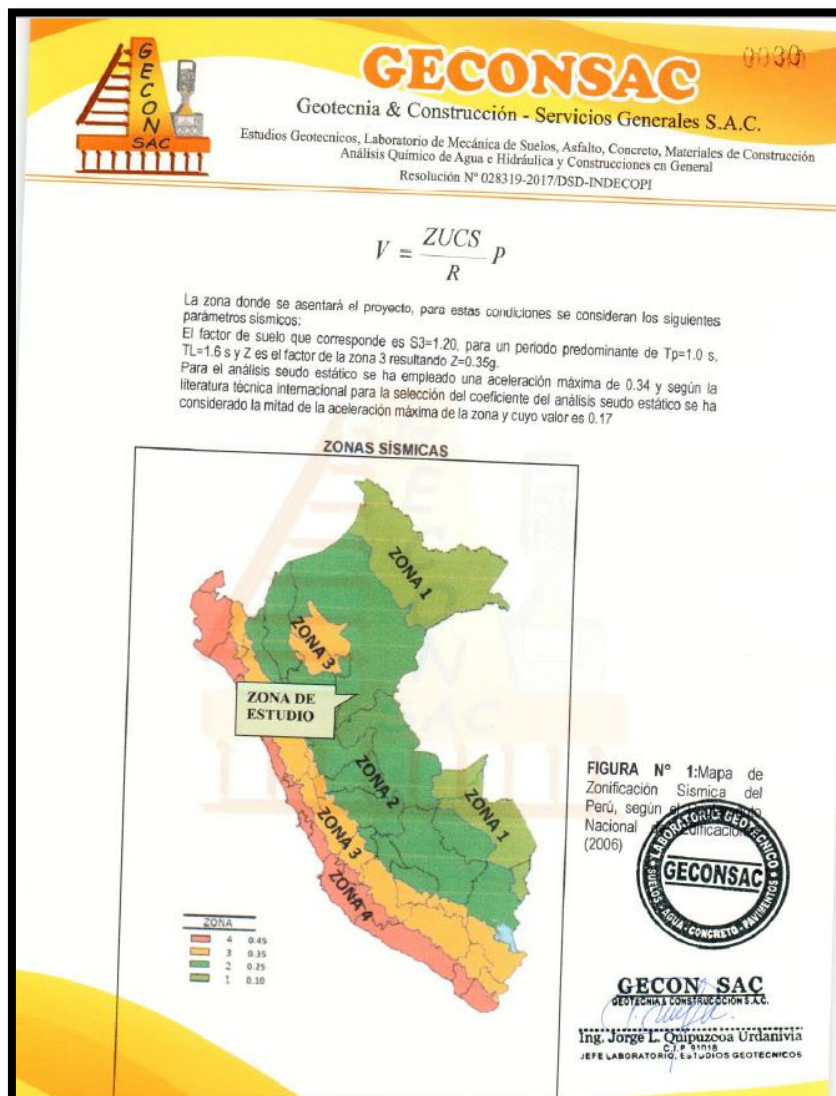 GECON
SAC
GECONSAC
0030
Geotecnia & Construcción - Servicios Generales S.A.C.
Estudios Geotecnicos, Laboratorio de Mecánica de Suelos, Asfalto, Concreto, Materiales de Construcción
Análisis Químico de Agua e Hidráulica y Construcciones en General
Resolución Nº 028319-2017/DSD-INDECOPI
V = ZUCS / R P
La zona donde se asentará el proyecto, para estas condiciones se consideran los siguientes
parámetros sísmicos:
El factor de suelo que corresponde es S3=1.20, para un periodo predominante de Tp=1.0 s,
TL=1.6 s y Z es el factor de la zona 3 resultando Z=0.35g.
Para el análisis seudo estático se ha empleado una aceleración máxima de 0.34 y según la
literatura técnica internacional para la selección del coeficiente del análisis seudo estático se ha
considerado la mitad de la aceleración máxima de la zona y cuyo valor es 0.17
ZONAS SÍSMICAS
ZONA 1
ZONA 3
ZONA DE
ESTUDIO
ZONA 2
ZONA 1
ZONA 3
ZONA 4
ZONA
4 0.45
3 0.35
2 0.25
1 0.10
FIGURA Nº 1:Mapa de
Zonificación Sísmica del
Perú, según el
Nacional
(2006)
LABORATORIO GEOTECNICO
GECONSAC
SUELOS - AGUA - CONCRETO - PAVIMENTOS
GECON SAC
GEOTECNIA & CONSTRUCCCION S.A.C.
Ing. Jorge L. Quipuzcoa Urdanivia
C.I.P. 91018
JEFE LABORATORIO, ESTUDIOS GEOTECNICOS